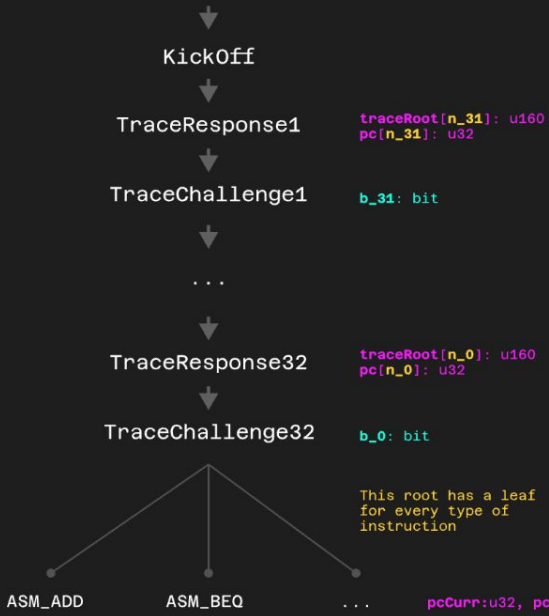 KickOff
TraceResponse1
traceRoot[n_31]: u160
pc[n_31]: u32
TraceChallenge1
b_31: bit
...
TraceResponse32
traceRoot[n_0]: u160
pc[n_0]: u32
TraceChallenge32
b_0: bit
This root has a leaf
for every type of
instruction
ASM_ADD ASM_BEQ ... pcCurr:u32, pc